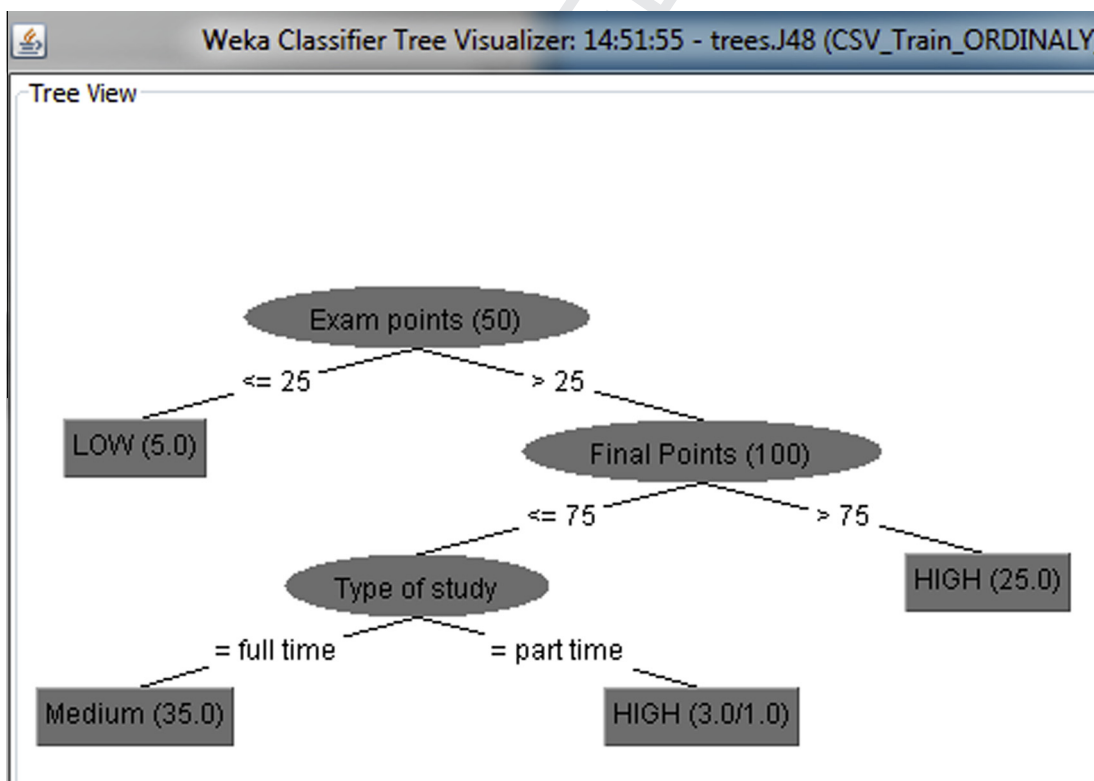 Weka Classifier Tree Visualizer: 14:51:55 - trees.J48 (CSV_Train_ORDINALY
Tree View
Exam points (50)
<= 25
> 25
LOW (5.0)
Final Points (100)
<= 75
> 75
Type of study
HIGH (25.0)
= full time
= part time
Medium (35.0)
HIGH (3.0/1.0)